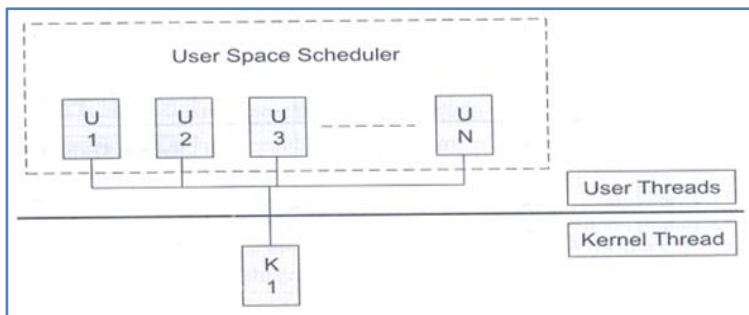 User Space Scheduler
U U U U
1 2 3 N
User Threads
Kernel Thread
K
1